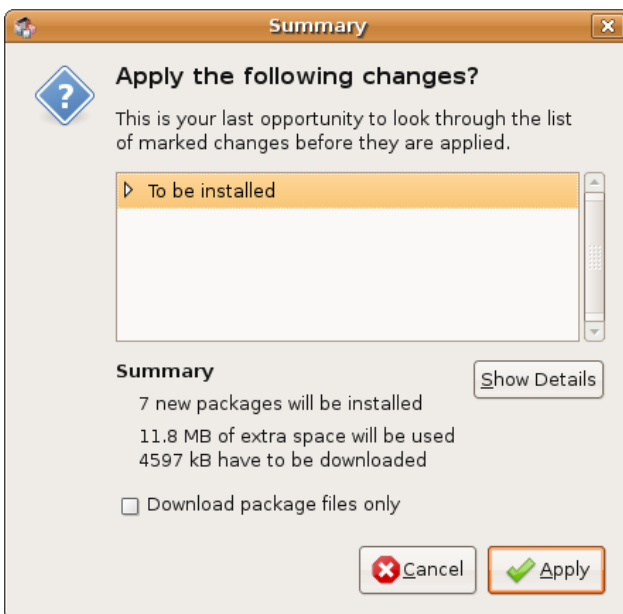 Summary
Apply the following changes?
This is your last opportunity to look through the list
of marked changes before they are applied.
To be installed
Summary
Show Details
7 new packages will be installed
11.8 MB of extra space will be used
4597 kB have to be downloaded
Download package files only
Cancel
Apply